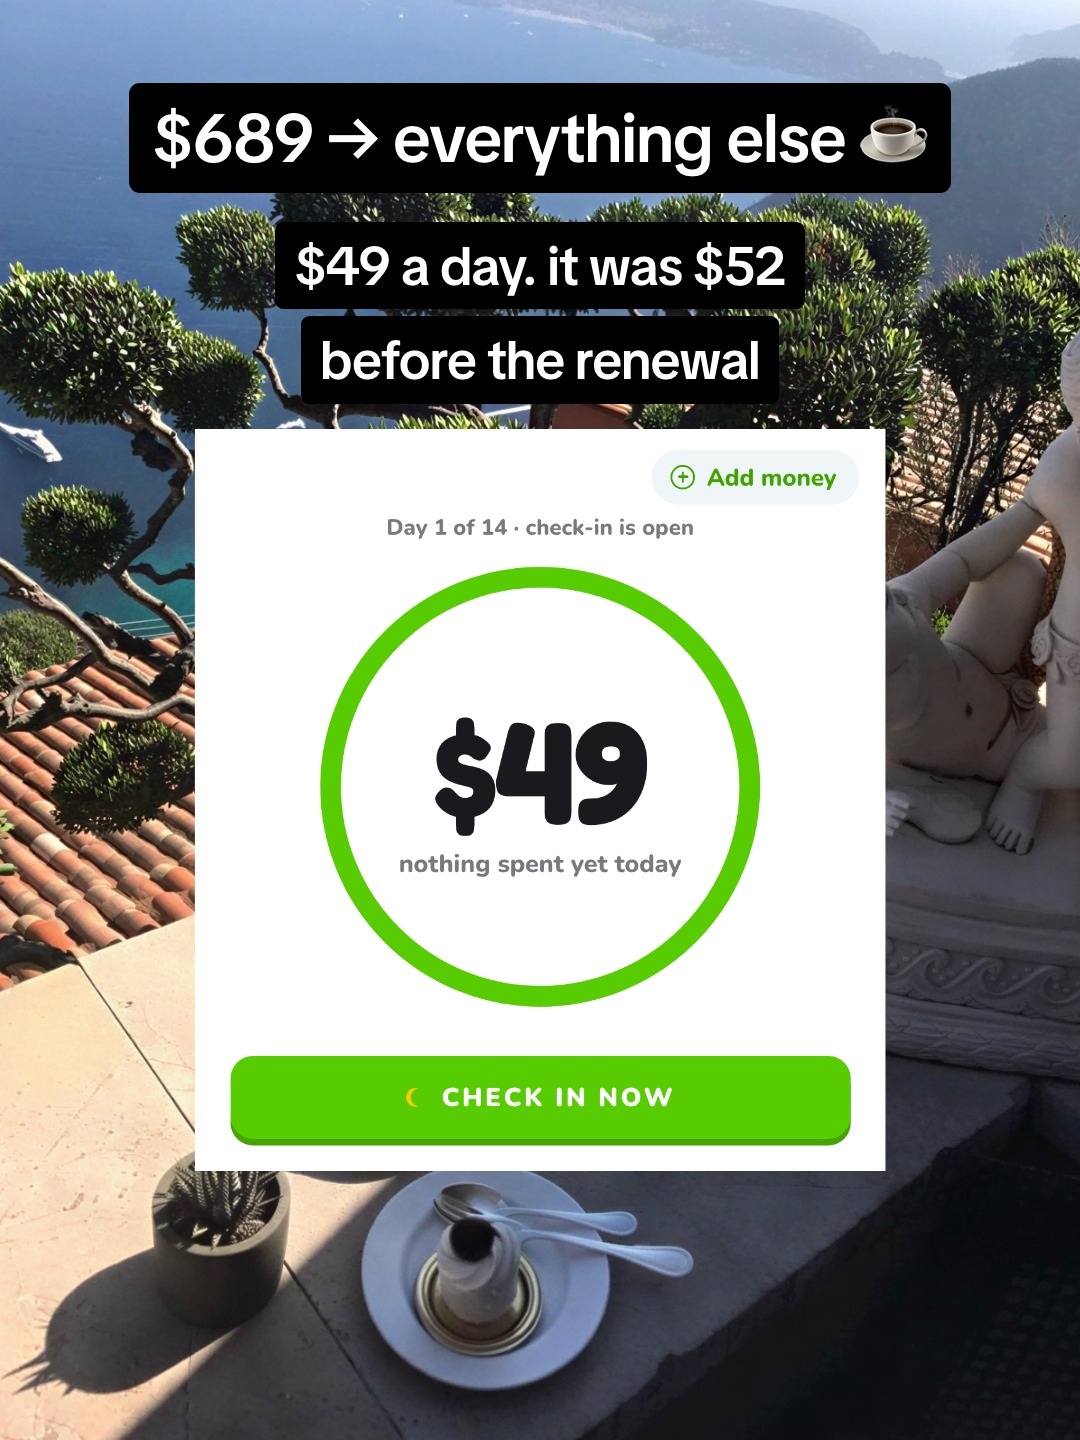 $689 → everything else ☕
$49 a day. it was $52
before the renewal
Add money
Day 1 of 14 · check-in is open
$49
nothing spent yet today
CHECK IN NOW